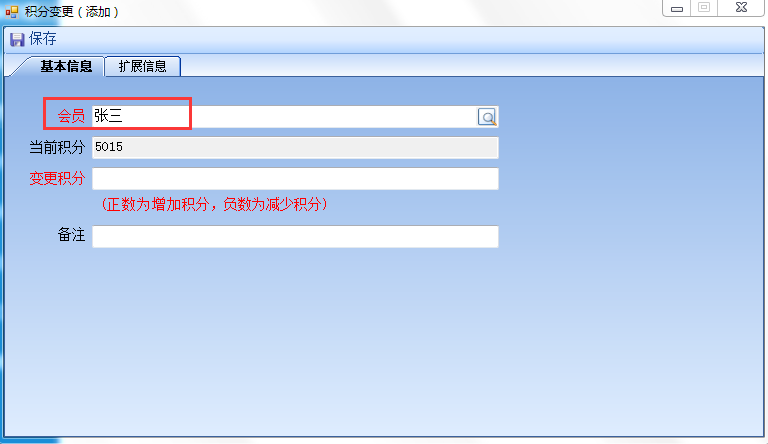 积分变更(添加)
保存
基本信息 扩展信息
会员 张三
当前积分 5015
变更积分
(正数为增加积分，负数为减少积分)
备注